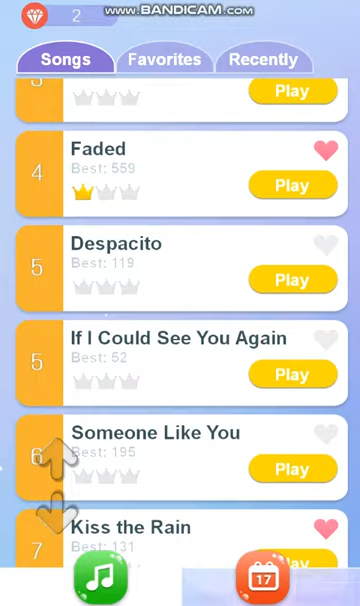 www.BANDICAM.com
2
Songs
Favorites
Recently
Play
4
Faded
Best: 559
Play
5
Despacito
Best: 119
Play
5
If I Could See You Again
Best: 52
Play
6
Someone Like You
Best: 195
Play
7
Kiss the Rain
Best: 131
Play
17